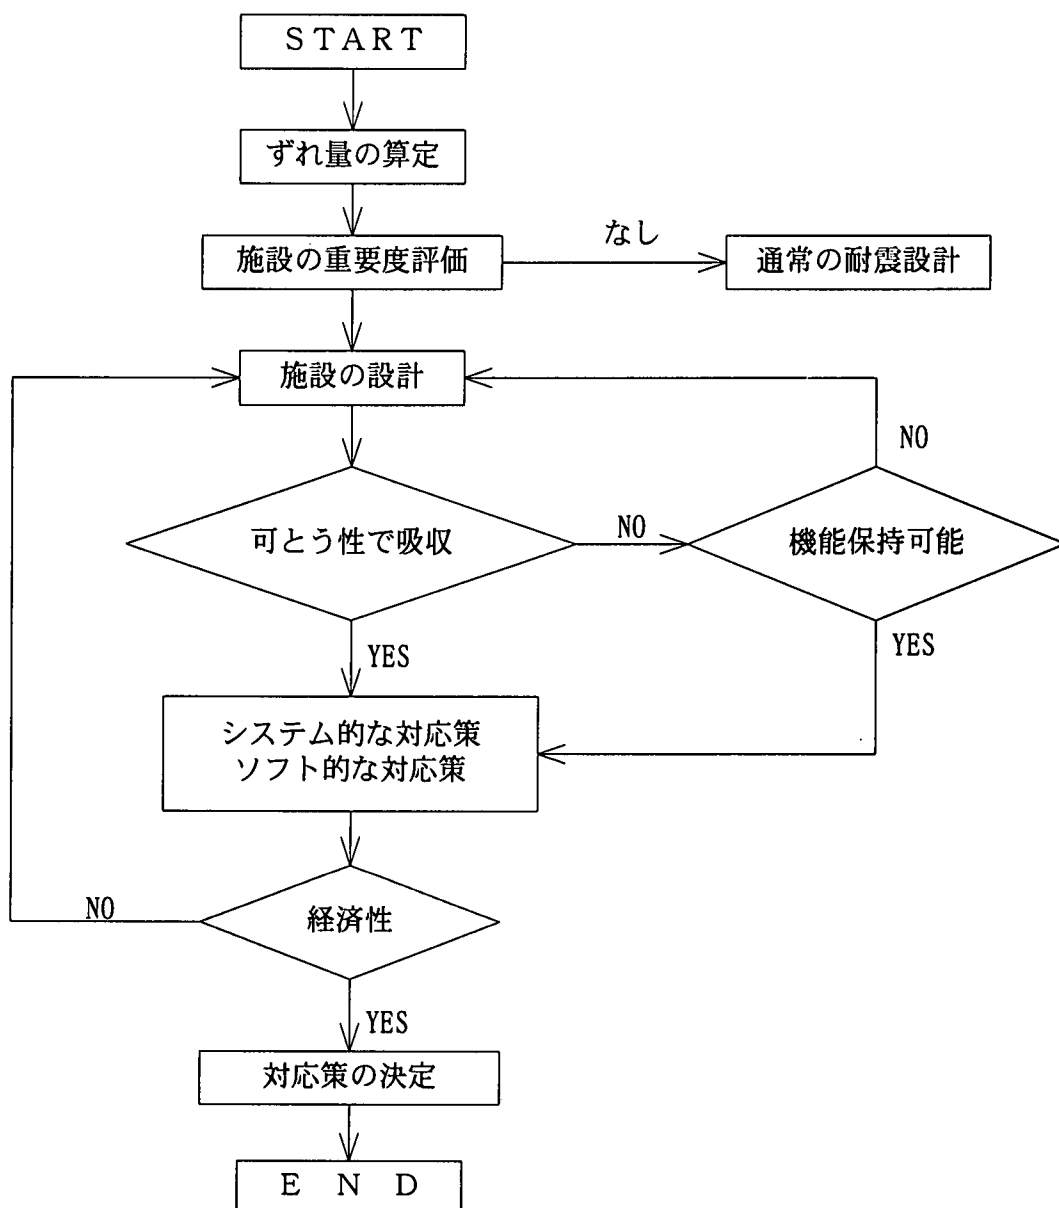 ＳＴＡＲＴ
ずれ量の算定
なし
施設の重要度評価
通常の耐震設計
施設の設計
NO
可とう性で吸収
NO
機能保持可能
YES
YES
システム的な対応策
ソフト的な対応策
NO
経済性
YES
対応策の決定
Ｅ Ｎ Ｄ